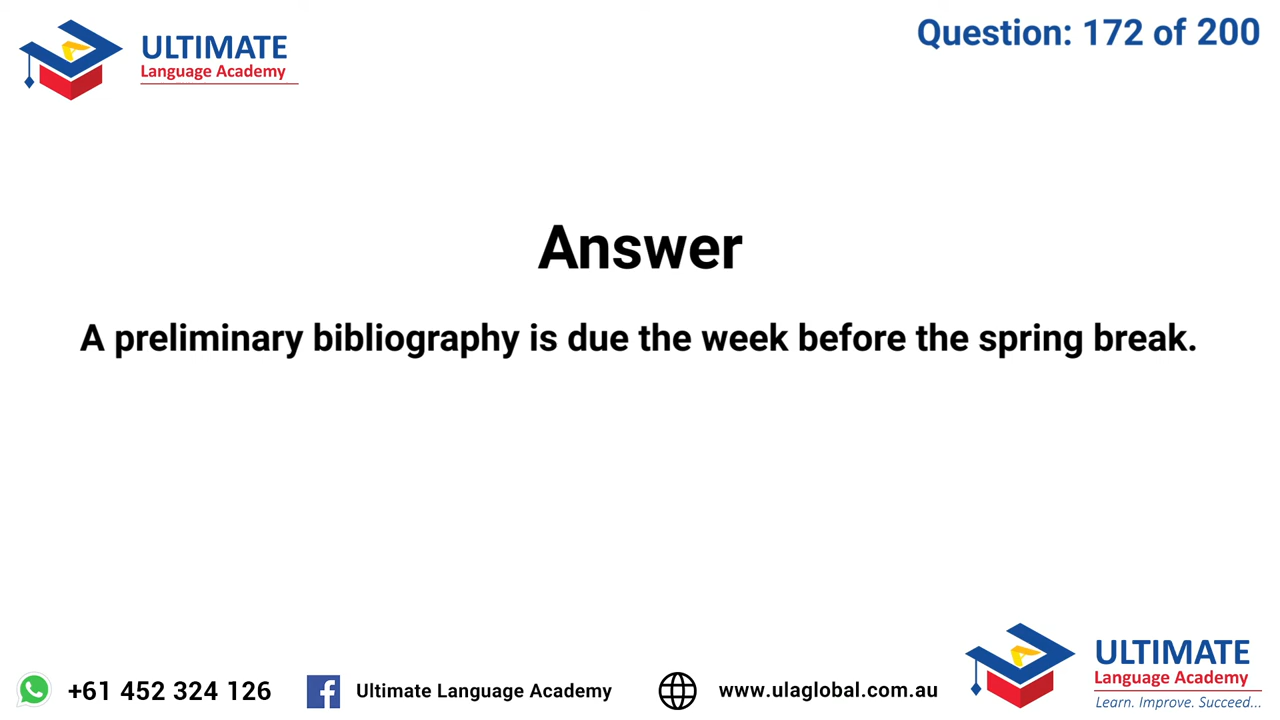 ULTIMATE
Language Academy
Question: 172 of 200
Answer
A preliminary bibliography is due the week before the spring break.
+61 452 324 126
Ultimate Language Academy
www.ulaglobal.com.au
ULTIMATE
Language Academy
Learn. Improve. Succeed...